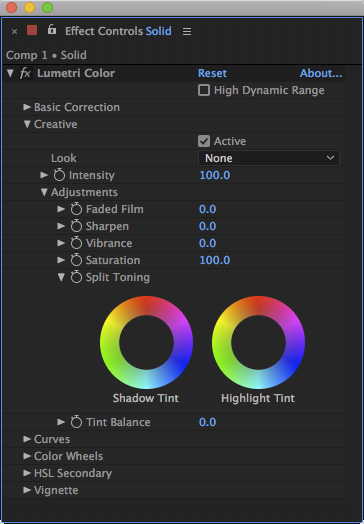 Effect Controls Solid
Comp 1 • Solid
fx Lumetri Color Reset About...
High Dynamic Range
Basic Correction
Creative
Active
Look None
Intensity 100.0
Adjustments
Faded Film 0.0
Sharpen 0.0
Vibrance 0.0
Saturation 100.0
Split Toning
Shadow Tint Highlight Tint
Tint Balance 0.0
Curves
Color Wheels
HSL Secondary
Vignette